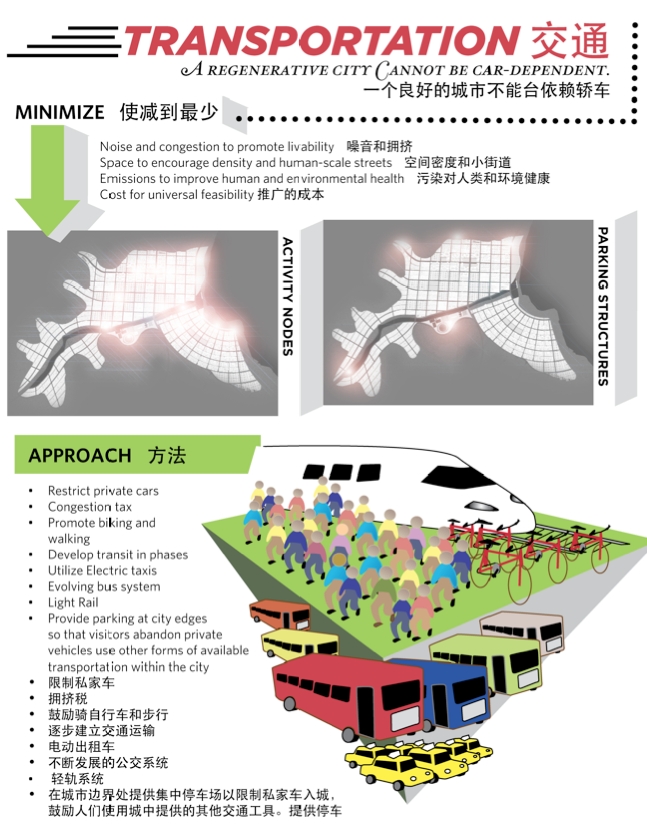 TRANSPORTATION 交通
A REGENERATIVE CITY CANNOT BE CAR-DEPENDENT.
一个良好的城市不能台依赖轿车
MINIMIZE 使减到最少
Noise and congestion to promote livability 噪音和拥挤
Space to encourage density and human-scale streets 空间密度和小街道
Emissions to improve human and environmental health 污染对人类和环境健康
Cost for universal feasibility 推广的成本
ACTIVITY NODES
PARKING STRUCTURES
APPROACH 方法
• Restrict private cars
• Congestion tax
• Promote biking and
walking
• Develop transit in phases
• Utilize Electric taxis
• Evolving bus system
• Light Rail
• Provide parking at city edges
so that visitors abandon private
vehicles use other forms of available
transportation within the city
• 限制私家车
• 拥挤税
• 鼓励骑自行车和步行
• 逐步建立交通运输
• 电动出租车
• 不断发展的公交系统
• 轻轨系统
• 在城市边界处提供集中停车场以限制私家车入城，
鼓励人们使用城中提供的其他交通工具。提供停车